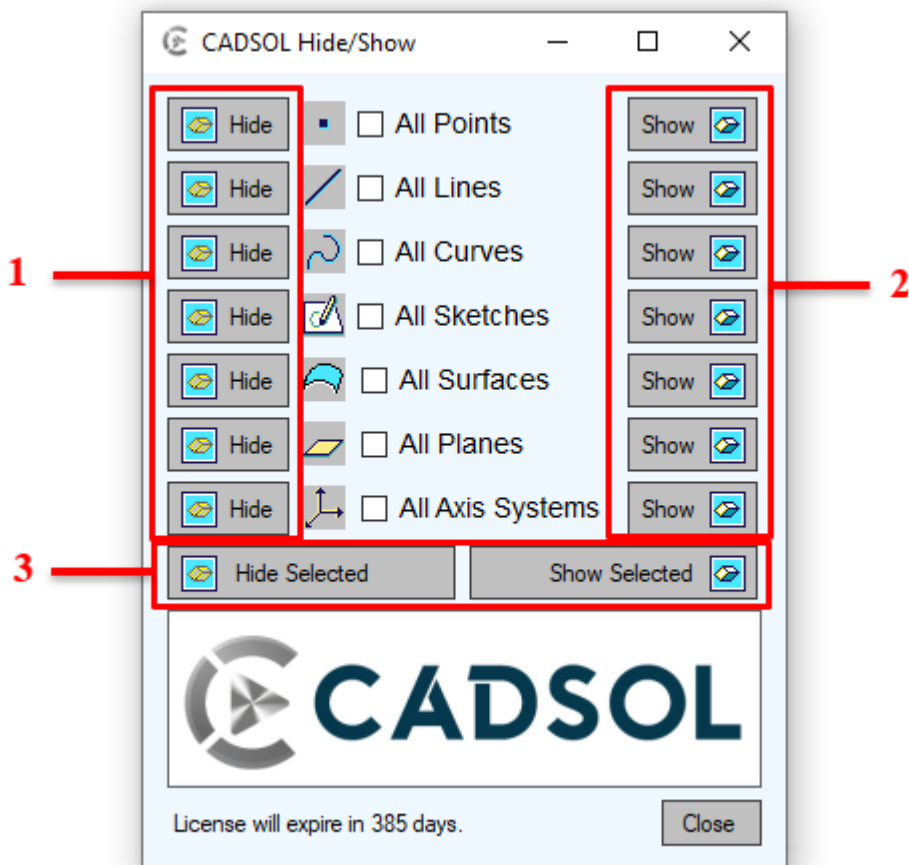 CADSOL Hide/Show
Hide All Points Show
Hide All Lines Show
Hide All Curves Show
1
2
Hide All Sketches Show
Hide All Surfaces Show
Hide All Planes Show
Hide All Axis Systems Show
3 Hide Selected Show Selected
CADSOL
License will expire in 385 days. Close